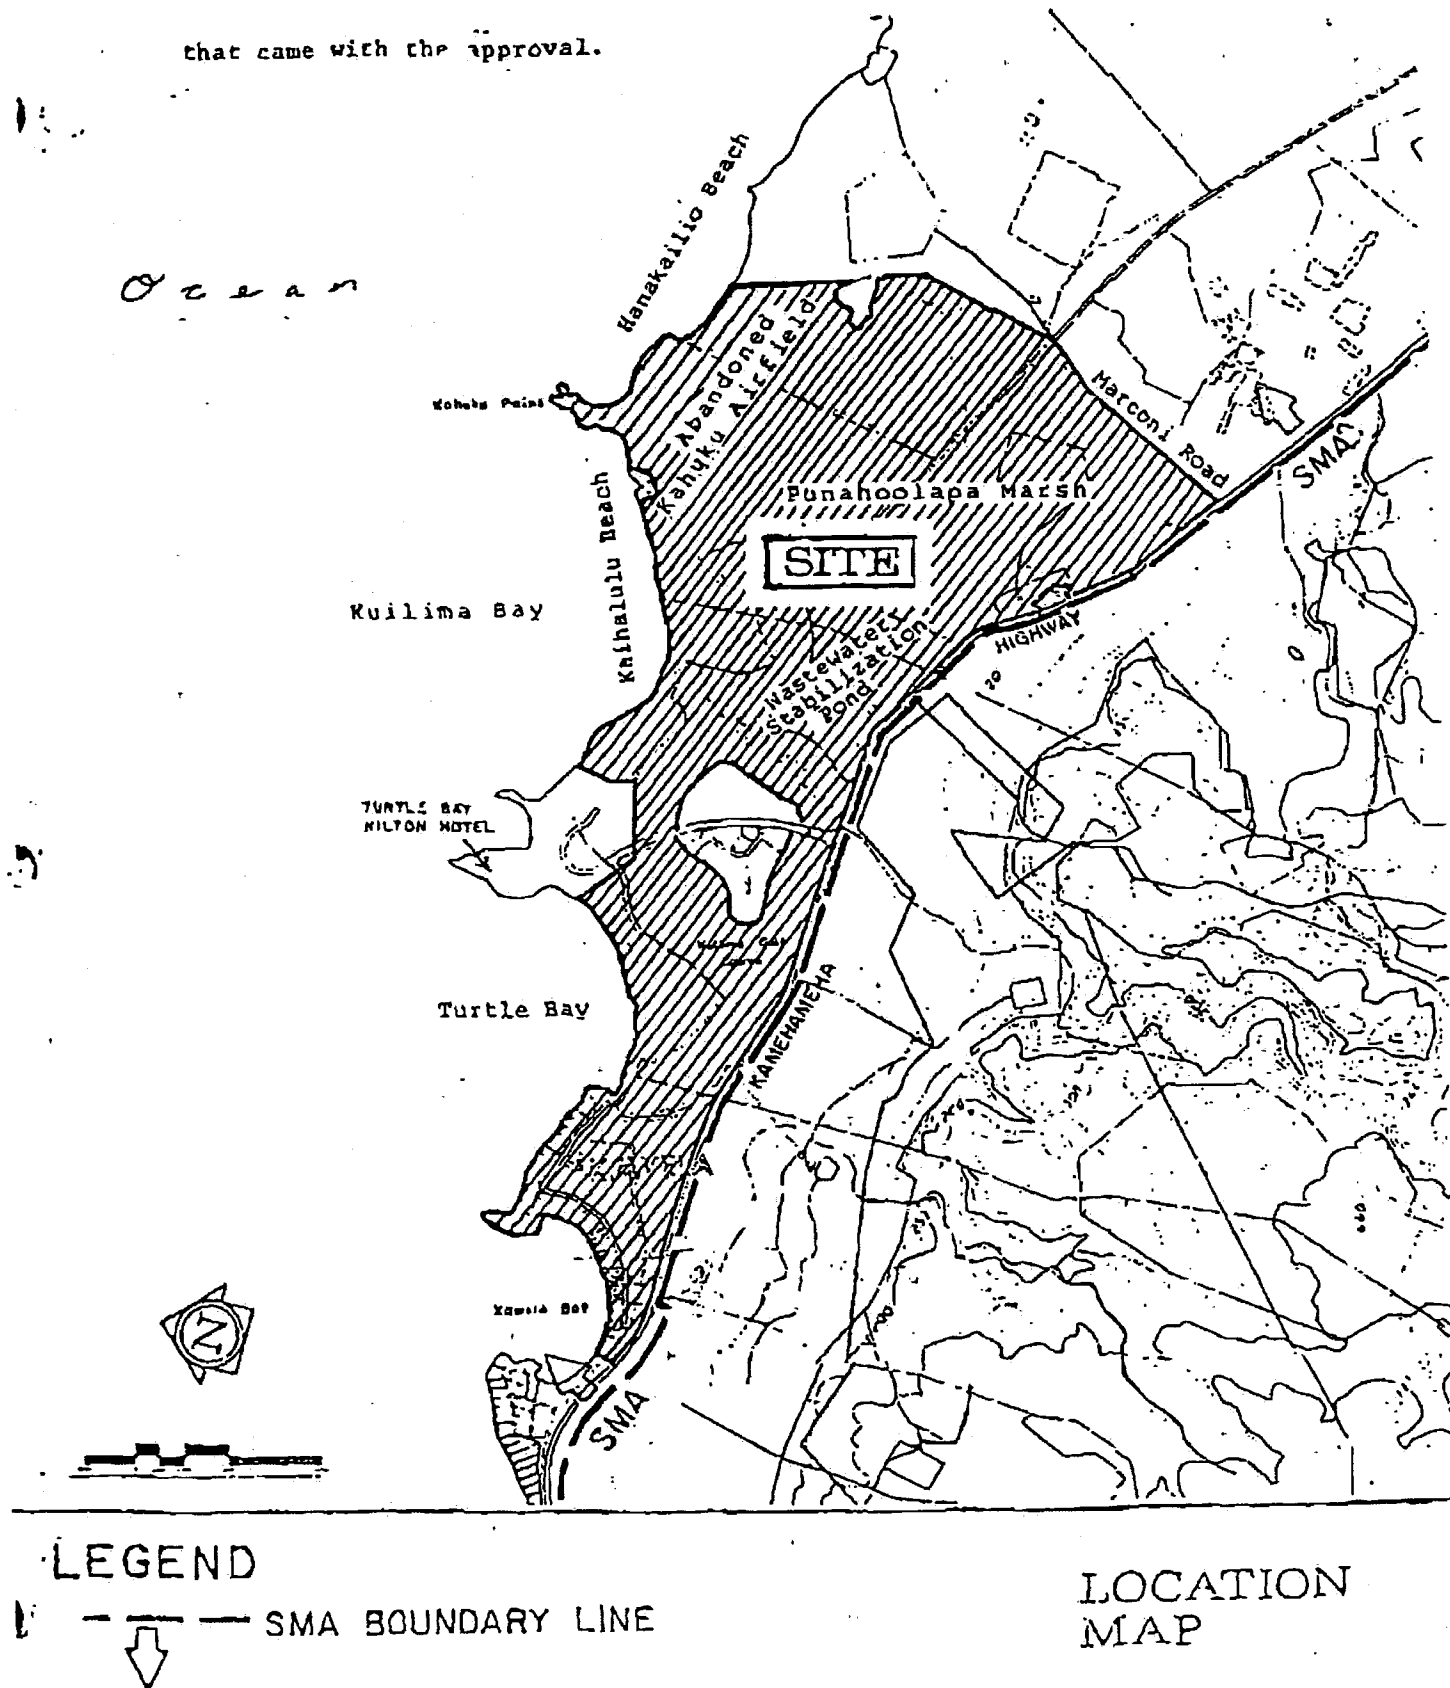 that came with the approval.
Ocean
Hanakailio Beach
Abandoned
Kahuku Airfield
Marconi Road
SMA
Punahoolapa Marsh
SITE
Kaihalulu Beach
Kuilima Bay
HIGHWAY
20
Wastewater
Stabilization
Pond
TURTLE BAY
HILTON HOTEL
Turtle Bay
KAMEHAMEHA
Kawela Bay
N
SMA
LEGEND
SMA BOUNDARY LINE
LOCATION
MAP